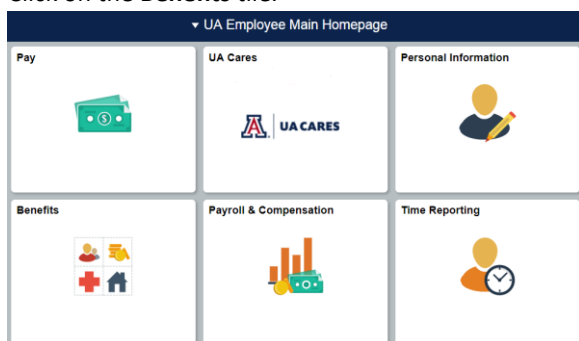 Click on the Benefits tile.
UA Employee Main Homepage
Pay
UA Cares
Personal Information
A
UA CARES
Benefits
Payroll & Compensation
Time Reporting